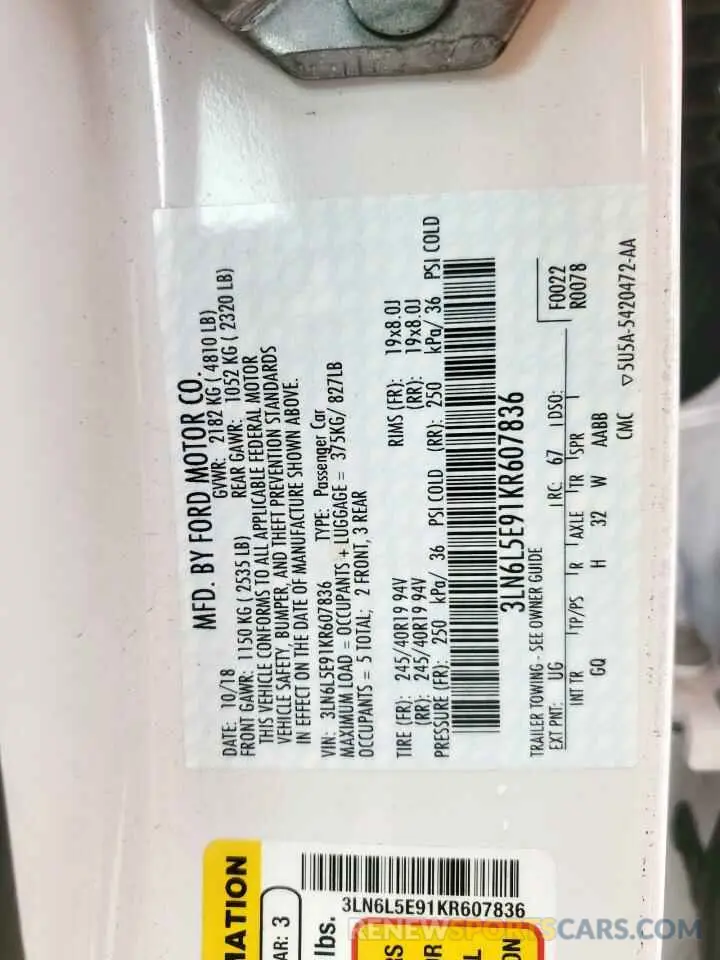 MFD. BY FORD MOTOR CO.
DATE: 10/18 GVWR: 2182 KG ( 4810 LB)
FRONT GAWR: 1150 KG ( 2535 LB) REAR GAWR: 1052 KG ( 2320 LB)
THIS VEHICLE CONFORMS TO ALL APPLICABLE FEDERAL MOTOR
VEHICLE SAFETY, BUMPER, AND THEFT PREVENTION STANDARDS
IN EFFECT ON THE DATE OF MANUFACTURE SHOWN ABOVE.
VIN: 3LN6L5E91KR607836 TYPE: Passenger Car
MAXIMUM LOAD = OCCUPANTS + LUGGAGE = 375KG/ 827LB
OCCUPANTS = 5 TOTAL; 2 FRONT, 3 REAR
TIRE (FR): 245/40R19 94V RIMS (FR): 19x8.0J
(RR): 245/40R19 94V (RR): 19x8.0J
PRESSURE (FR): 250 kPa/ 36 PSI COLD (RR): 250 kPa/ 36 PSI COLD
3LN6L5E91KR607836
TRAILER TOWING - SEE OWNER GUIDE F0022
EXT PNT: UG RC: 67 DSO: R0078
INT TR TP/PS R AXLE TR SPR
GQ H 32 W AABB
CMC 5U5A-5420472-AA
MATION
AR: 3
3LN6L5E91KR607836
lbs.
RS
OR
L
ON
RENEWSPORTSCARS.COM